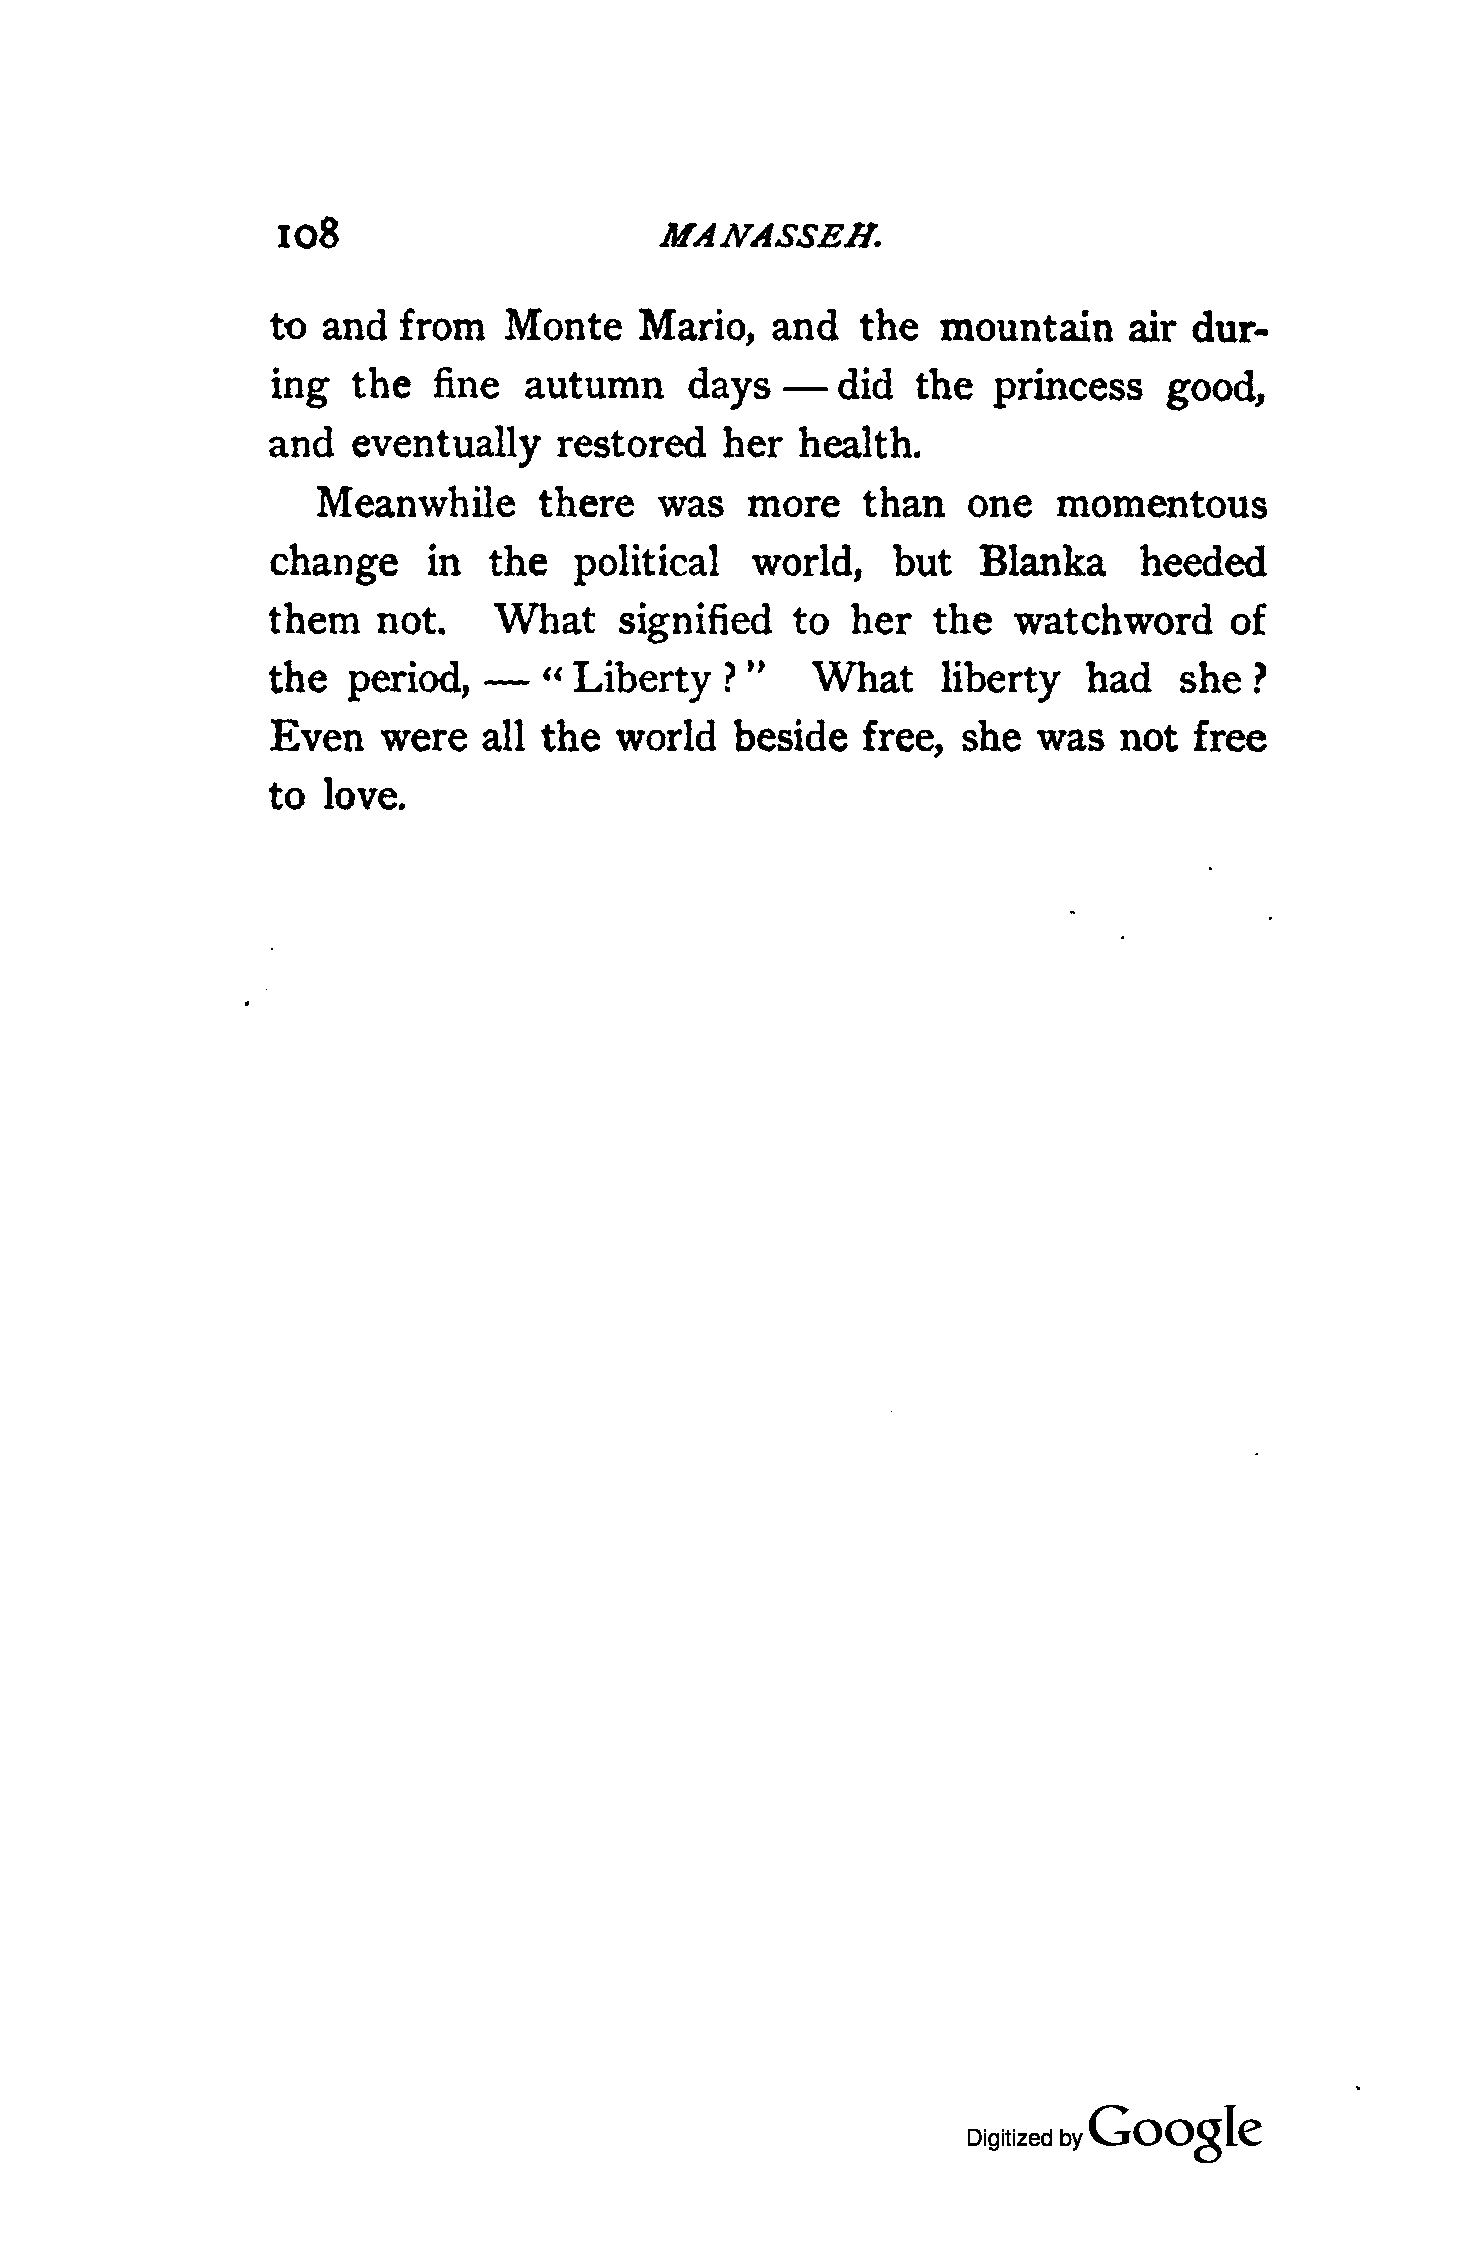 108 MANASSEH.
to and from Monte Mario, and the mountain air dur-
ing the fine autumn days — did the princess good,
and eventually restored her health.
Meanwhile there was more than one momentous
change in the political world, but Blanka heeded
them not. What signified to her the watchword of
the period, — “Liberty?” What liberty had she?
Even were all the world beside free, she was not free
to love.
Digitized by Google